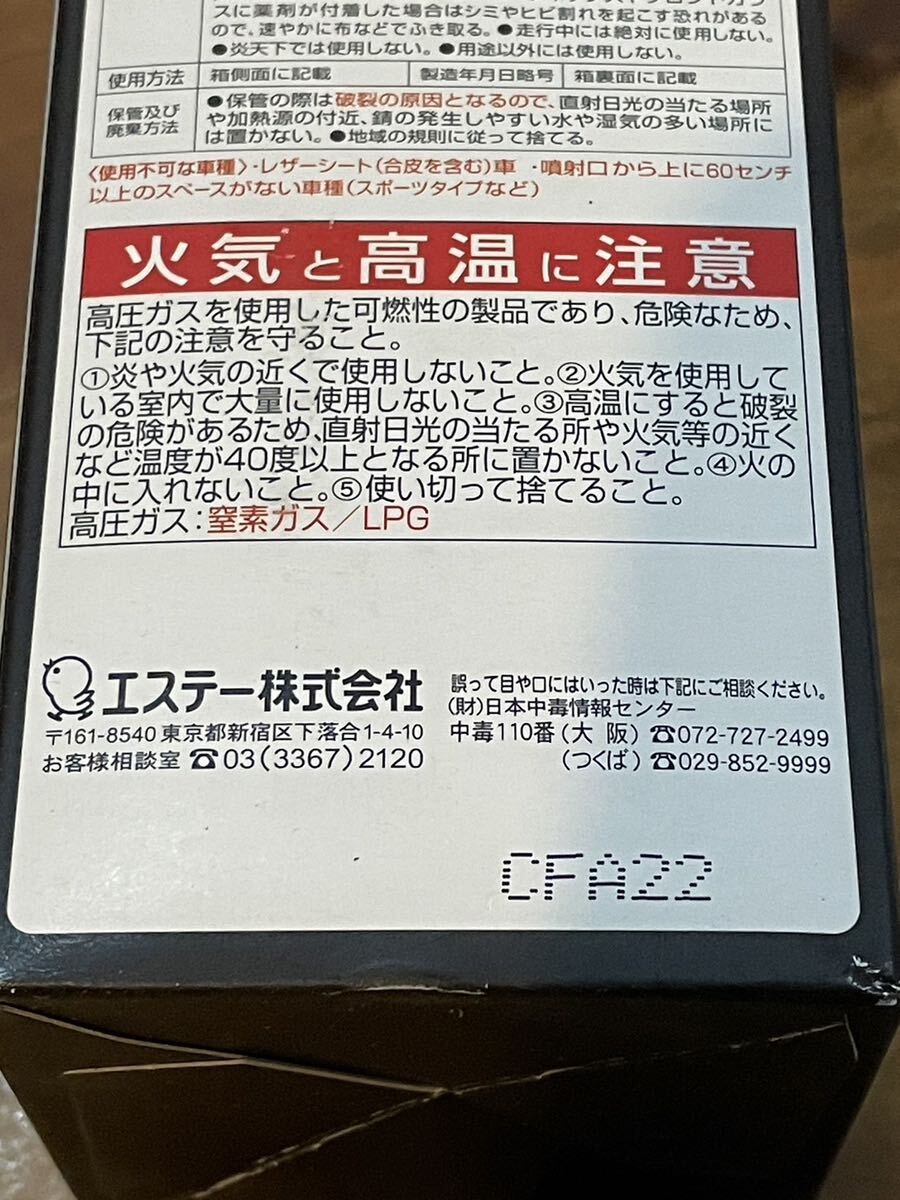 スに薬剤が付着した場合はシミやヒビ割れを起こす恐れがある
ので、速やかに布などでふき取る。●走行中には絶対に使用しない。
●炎天下では使用しない。●用途以外には使用しない。
使用方法 箱側面に記載 製造年月日略号 箱裏面に記載
保管及び廃棄方法
●保管の際は破裂の原因となるので、直射日光の当たる場所
や加熱源の付近、錆の発生しやすい水や湿気の多い場所に
は置かない。●地域の規則に従って捨てる。
〈使用不可な車種〉・レザーシート(合皮を含む)車 ・噴射口から上に60センチ
以上のスペースがない車種(スポーツタイプなど)
火気と高温に注意
高圧ガスを使用した可燃性の製品であり、危険なため、
下記の注意を守ること。
①炎や火気の近くで使用しないこと。②火気を使用して
いる室内で大量に使用しないこと。③高温にすると破裂
の危険があるため、直射日光の当たる所や火気等の近く
など温度が40度以上となる所に置かないこと。④火の
中に入れないこと。⑤使い切って捨てること。
高圧ガス:窒素ガス/LPG
エステー株式会社
〒161-8540 東京都新宿区下落合1-4-10
お客様相談室 ☎03(3367)2120
誤って目や口にはいった時は下記にご相談ください。
(財)日本中毒情報センター
中毒110番(大 阪) ☎072-727-2499
(つくば) ☎029-852-9999
CFA22